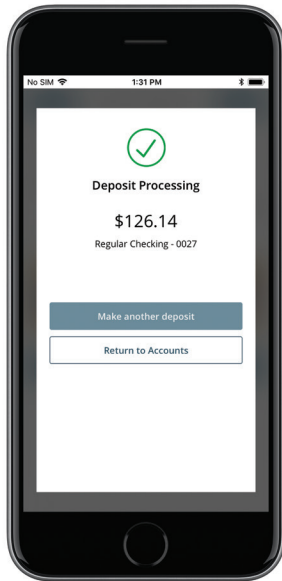 No SIM 1:31 PM
Deposit Processing
$126.14
Regular Checking - 0027
Make another deposit
Return to Accounts